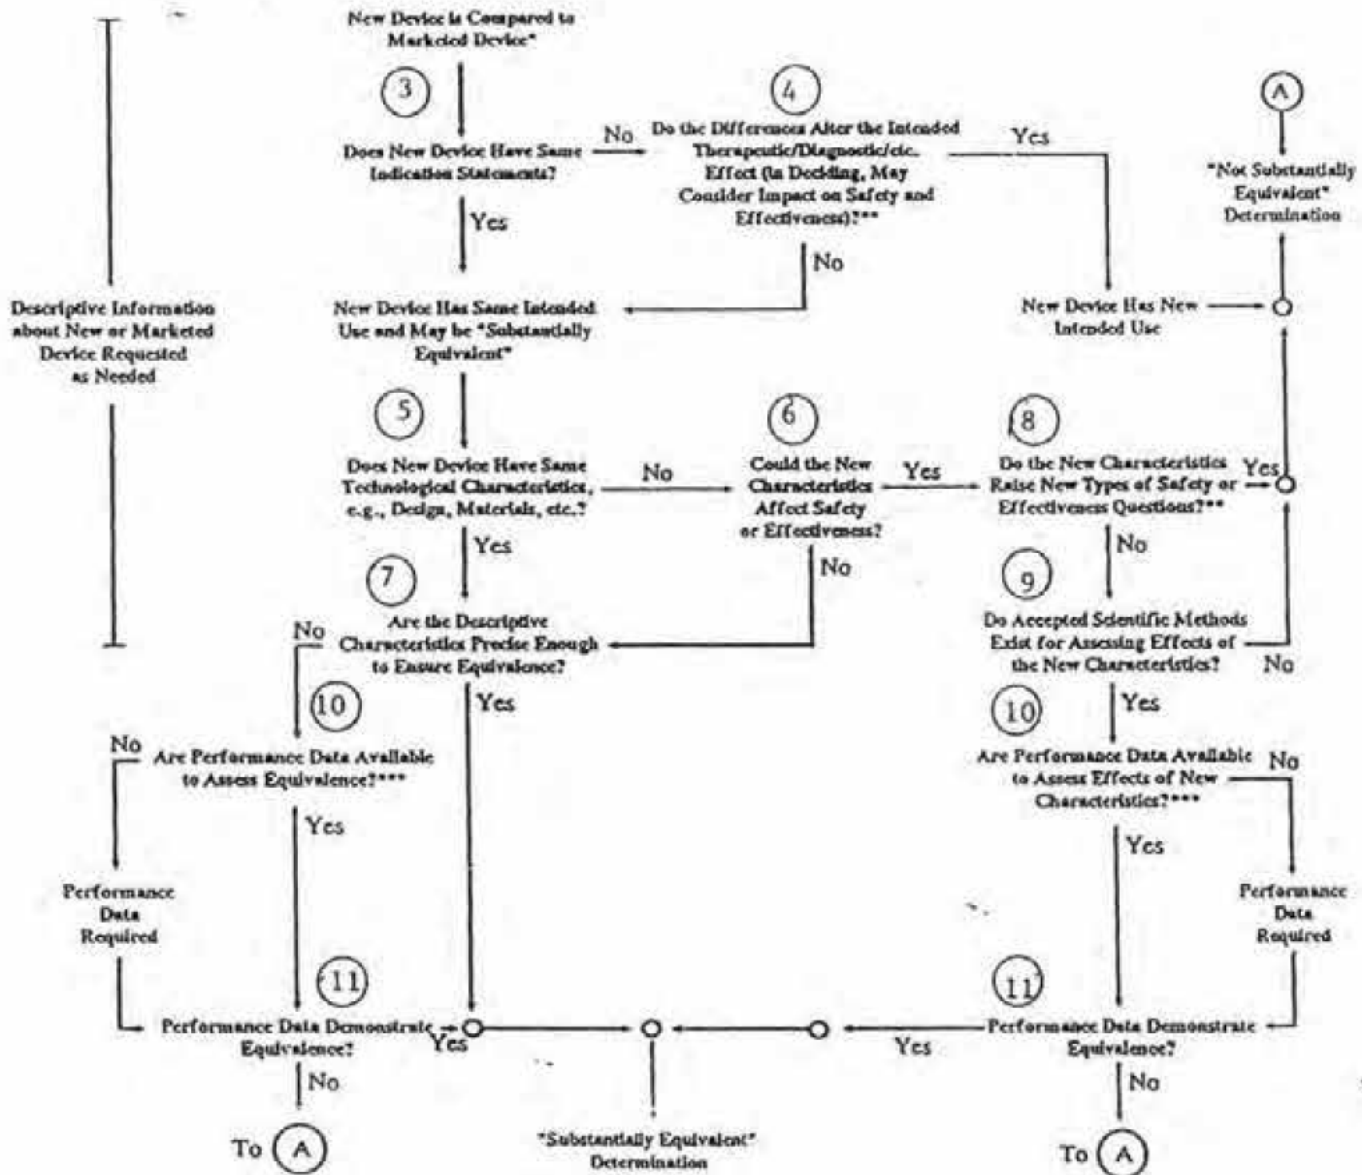 New Device is Compared to
Marketed Device*
3
4
A
Does New Device Have Same
Indication Statements?
No
Do the Differences Alter the Intended
Therapeutic/Diagnostic/etc.
Effect (in Deciding, May
Consider Impact on Safety and
Effectiveness)?**
Yes
"Not Substantially
Equivalent"
Determination
Yes
No
Descriptive Information
about New or Marketed
Device Requested
as Needed
New Device Has Same Intended
Use and May be "Substantially
Equivalent"
New Device Has New
Intended Use
5
6
8
Does New Device Have Same
Technological Characteristics,
e.g., Design, Materials, etc.?
No
Could the New
Characteristics
Affect Safety
or Effectiveness?
Yes
Do the New Characteristics
Raise New Types of Safety or
Effectiveness Questions?**
Yes
Yes
No
No
7
9
No
Are the Descriptive
Characteristics Precise Enough
to Ensure Equivalence?
Do Accepted Scientific Methods
Exist for Assessing Effects of
the New Characteristics?
No
10
Yes
10
Yes
No
Are Performance Data Available
to Assess Equivalence?***
Are Performance Data Available
to Assess Effects of New
Characteristics?***
No
Yes
Yes
Performance
Data
Required
Performance
Data
Required
11
11
Performance Data Demonstrate
Equivalence?
Yes
Yes
Performance Data Demonstrate
Equivalence?
No
No
To A
"Substantially Equivalent"
Determination
To A